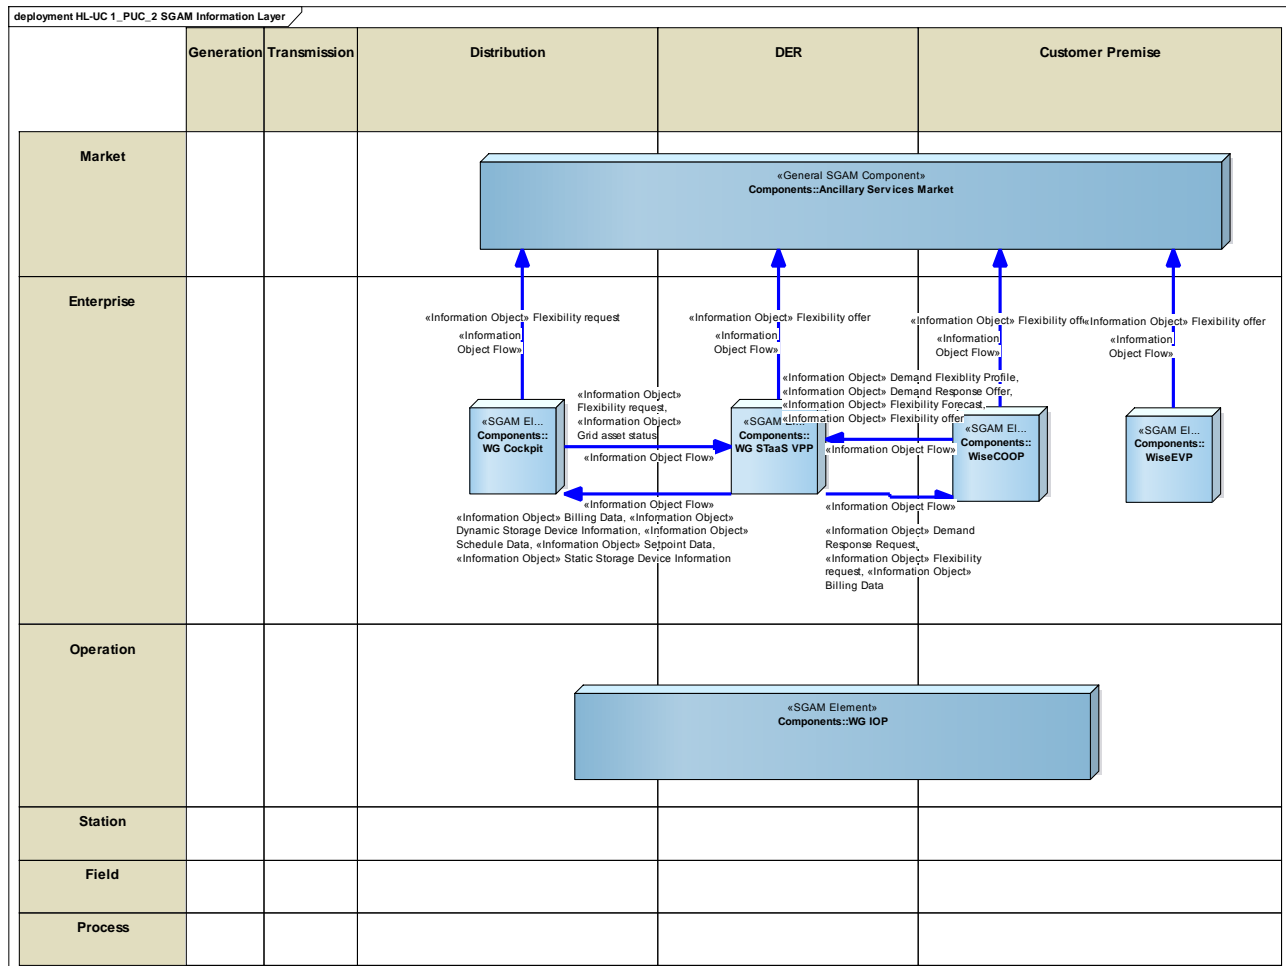 deployment HL-UC 1_PUC_2 SGAM Information Layer
Generation
Transmission
Distribution
DER
Customer Premise
Market
«General SGAM Component»
Components::Ancillary Services Market
Enterprise
«Information Object» Flexibility request
«Information
Object Flow»
«Information Object» Flexibility offer
«Information
Object Flow»
«Information Object» Flexibility
«Information
Object Flow»
«Information Object» Flexibility offer
«Information
Object Flow»
«Information Object»
Flexibility request,
«Information Object»
Grid asset status
«Information Object Flow»
«Information Object» Demand Flexiblity Profile,
«Information Object» Demand Response Offer,
«Information Object» Flexibility Forecast,
«Information Object» Flexibility offer
«Information Object Flow»
«SGAM El...
Components::
WG Cockpit
«SGAM El...
Components::
WG STaaS VPP
«SGAM El...
Components::
WiseCOOP
«SGAM El...
Components::
WiseEVP
«Information Object Flow»
«Information Object» Billing Data, «Information Object»
Dynamic Storage Device Information, «Information Object»
Schedule Data, «Information Object» Setpoint Data,
«Information Object» Static Storage Device Information
«Information Object Flow»
«Information Object» Demand
Response Request,
«Information Object» Flexibility
request, «Information Object»
Billing Data
Operation
«SGAM Element»
Components::WG IOP
Station
Field
Process